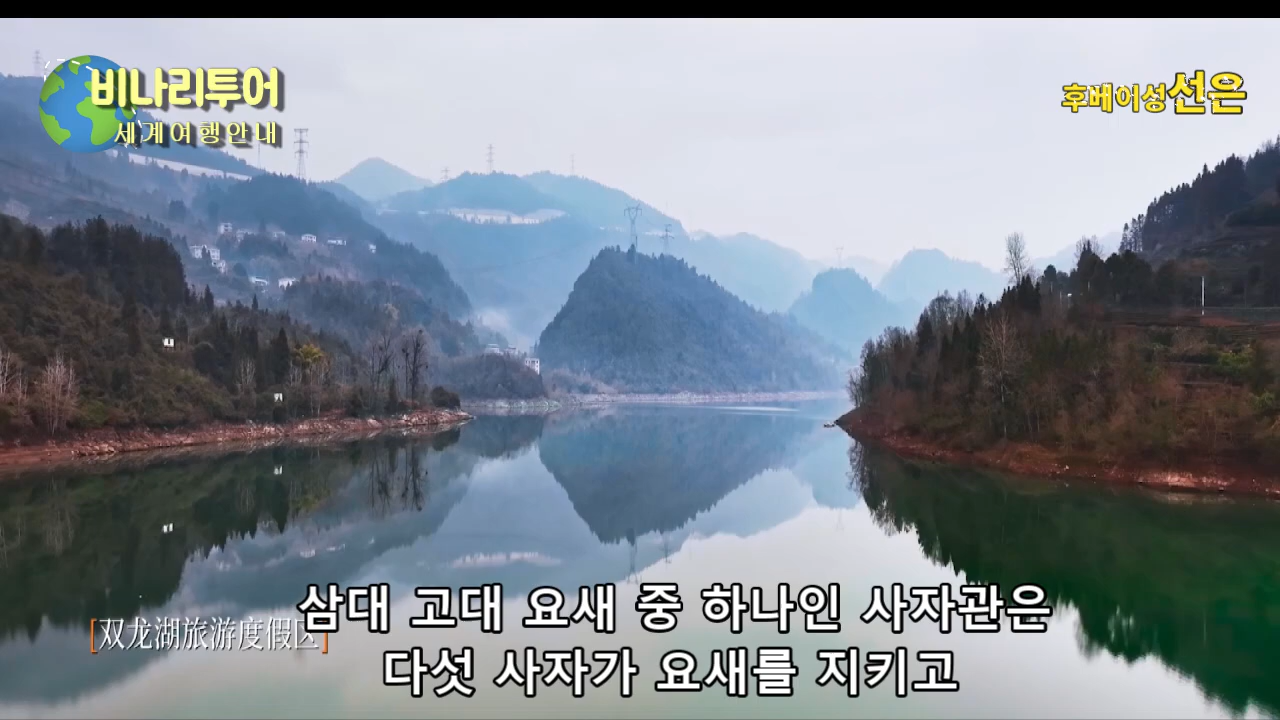 비나리투어
세계여행안내
후베이성선은
삼대 고대 요새 중 하나인 사자관은
[双龙湖旅游度假区]
다섯 사자가 요새를 지키고